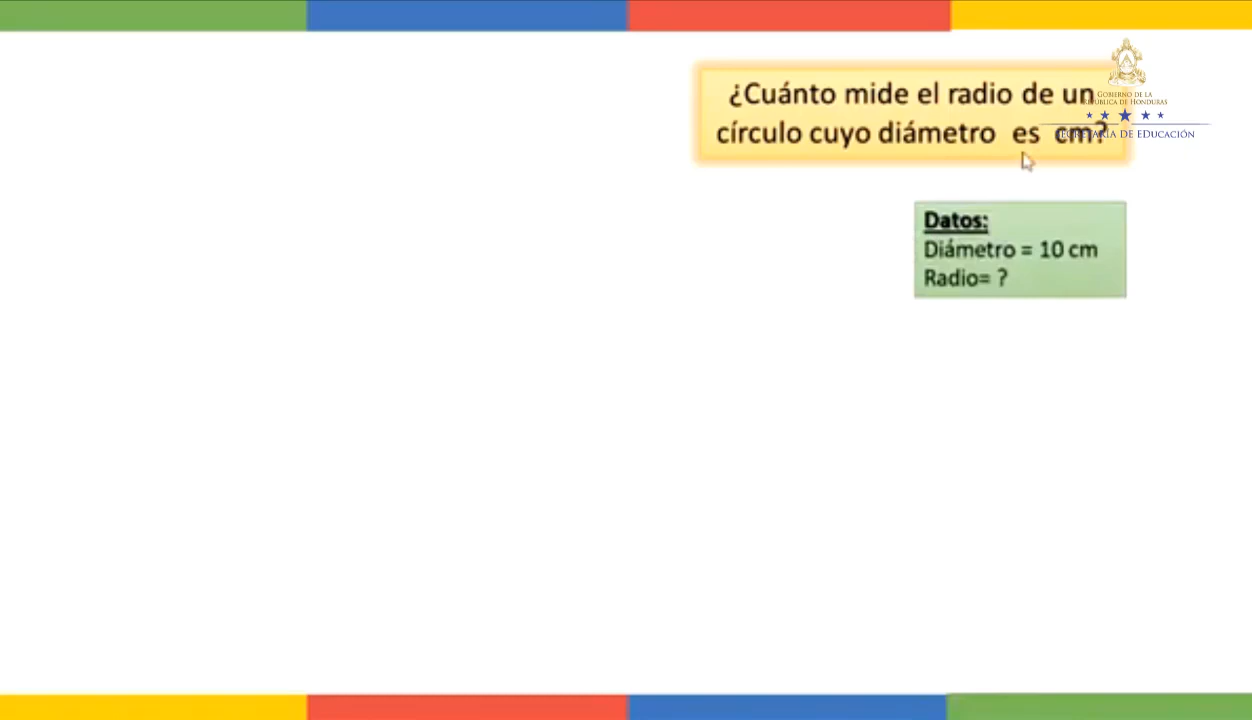 ¿Cuánto mide el radio de un
círculo cuyo diámetro es cm?
GOBIERNO DE LA
REPÚBLICA DE HONDURAS
SECRETARÍA DE EDUCACIÓN
Datos:
Diámetro = 10 cm
Radio= ?